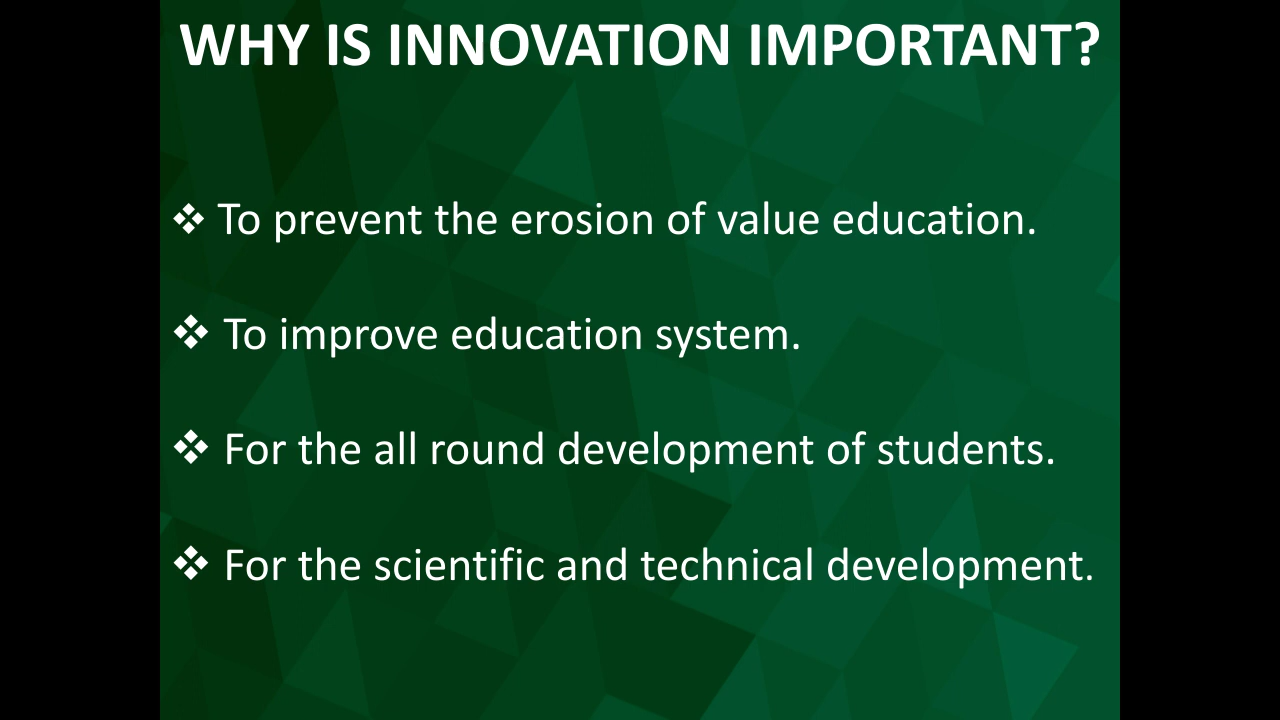 WHY IS INNOVATION IMPORTANT?
❖ To prevent the erosion of value education.
❖ To improve education system.
❖ For the all round development of students.
❖ For the scientific and technical development.